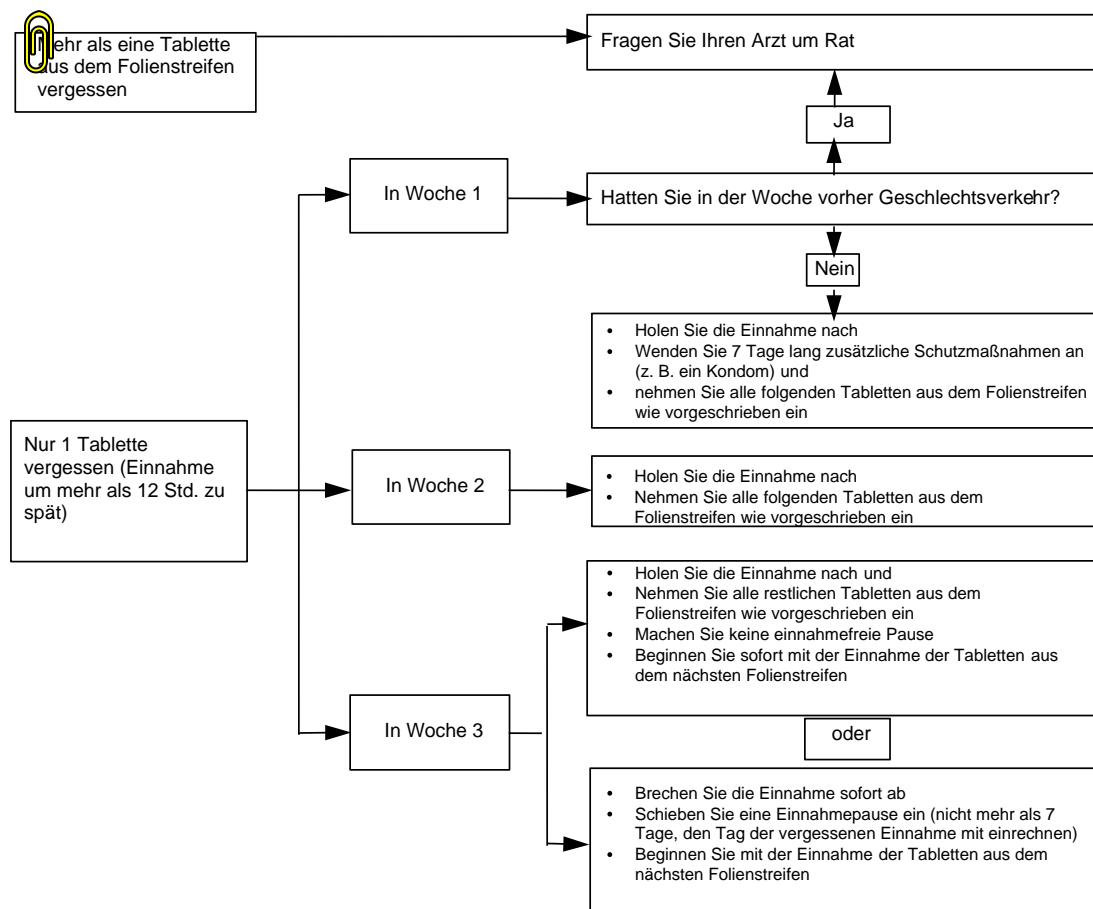 Mehr als eine Tablette
aus dem Folienstreifen
vergessen
Fragen Sie Ihren Arzt um Rat
Ja
In Woche 1
Hatten Sie in der Woche vorher Geschlechtsverkehr?
Nein
• Holen Sie die Einnahme nach
• Wenden Sie 7 Tage lang zusätzliche Schutzmaßnahmen an
(z. B. ein Kondom) und
• nehmen Sie alle folgenden Tabletten aus dem Folienstreifen
wie vorgeschrieben ein
Nur 1 Tablette
vergessen (Einnahme
um mehr als 12 Std. zu
spät)
In Woche 2
• Holen Sie die Einnahme nach
• Nehmen Sie alle folgenden Tabletten aus dem
Folienstreifen wie vorgeschrieben ein
In Woche 3
• Holen Sie die Einnahme nach und
• Nehmen Sie alle restlichen Tabletten aus dem
Folienstreifen wie vorgeschrieben ein
• Machen Sie keine einnahmefreie Pause
• Beginnen Sie sofort mit der Einnahme der Tabletten aus
dem nächsten Folienstreifen
oder
• Brechen Sie die Einnahme sofort ab
• Schieben Sie eine Einnahmepause ein (nicht mehr als 7
Tage, den Tag der vergessenen Einnahme mit einrechnen)
• Beginnen Sie mit der Einnahme der Tabletten aus dem
nächsten Folienstreifen